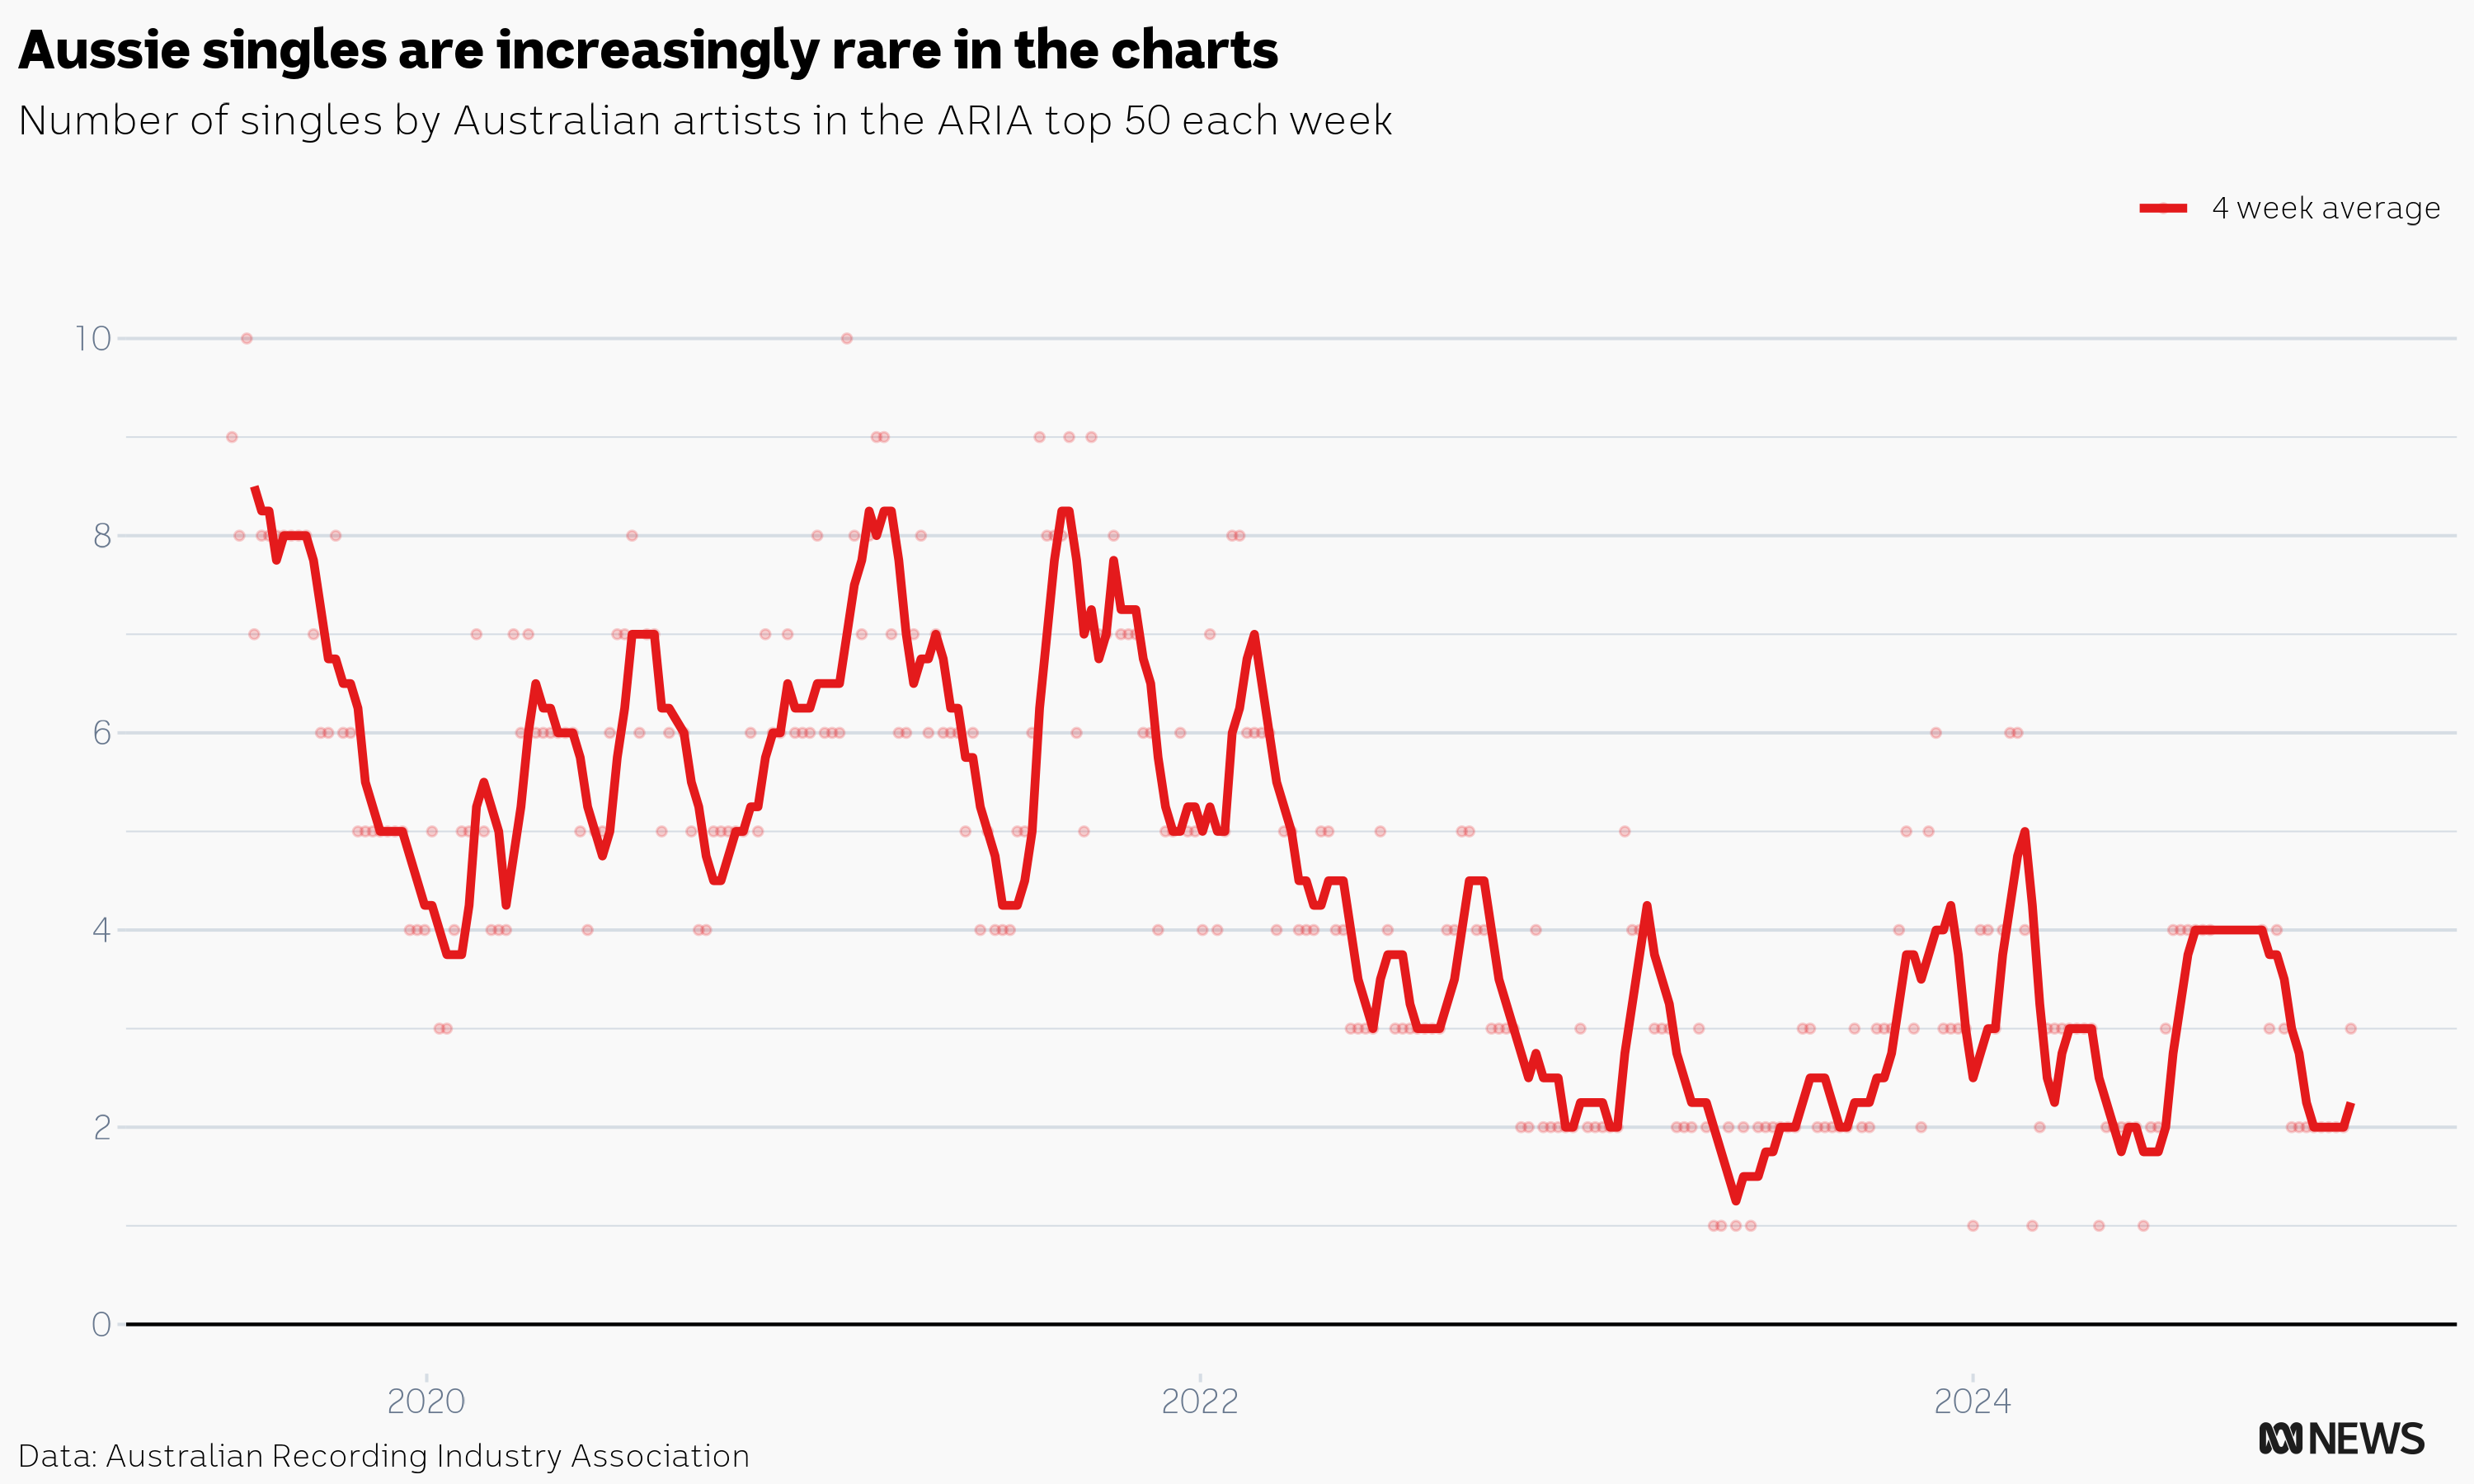 Aussie singles are increasingly rare in the charts
Number of singles by Australian artists in the ARIA top 50 each week
4 week average
10
8
6
4
2
0
2020 2022 2024
Data: Australian Recording Industry Association
NEWS